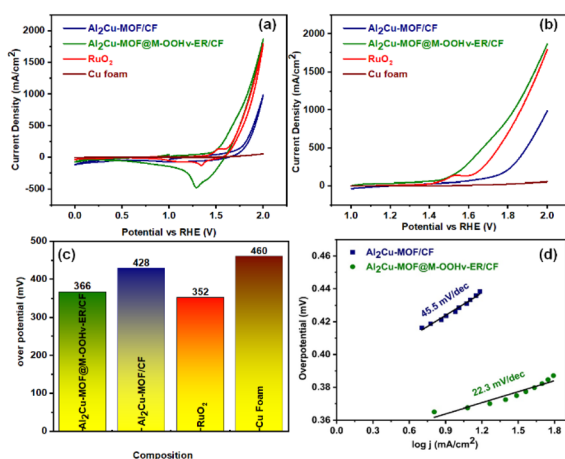 (a)
Al₂Cu-MOF/CF
Al₂Cu-MOF@M-OOHv-ER/CF
RuO₂
Cu foam
Current Density (mA/cm²)
2000
1500
1000
500
0
-500
0.0 0.5 1.0 1.5 2.0
Potential vs RHE (V)
(b)
Al₂Cu-MOF/CF
Al₂Cu-MOF@M-OOHv-ER/CF
RuO₂
Cu foam
Current Density (mA/cm²)
2000
1500
1000
500
0
1.0 1.2 1.4 1.6 1.8 2.0
Potential vs RHE (V)
(c)
over potential (mV)
500
400
300
200
100
0
366
428
352
460
Al₂Cu-MOF@M-OOHv-ER/CF
Al₂Cu-MOF/CF
RuO₂
Cu Foam
Composition
(d)
Al₂Cu-MOF/CF
Al₂Cu-MOF@M-OOHv-ER/CF
Overpotential (mV)
0.46
0.44
0.42
0.40
0.38
0.36
45.5 mV/dec
22.3 mV/dec
0.0 0.3 0.6 0.9 1.2 1.5 1.8
log j (mA/cm²)